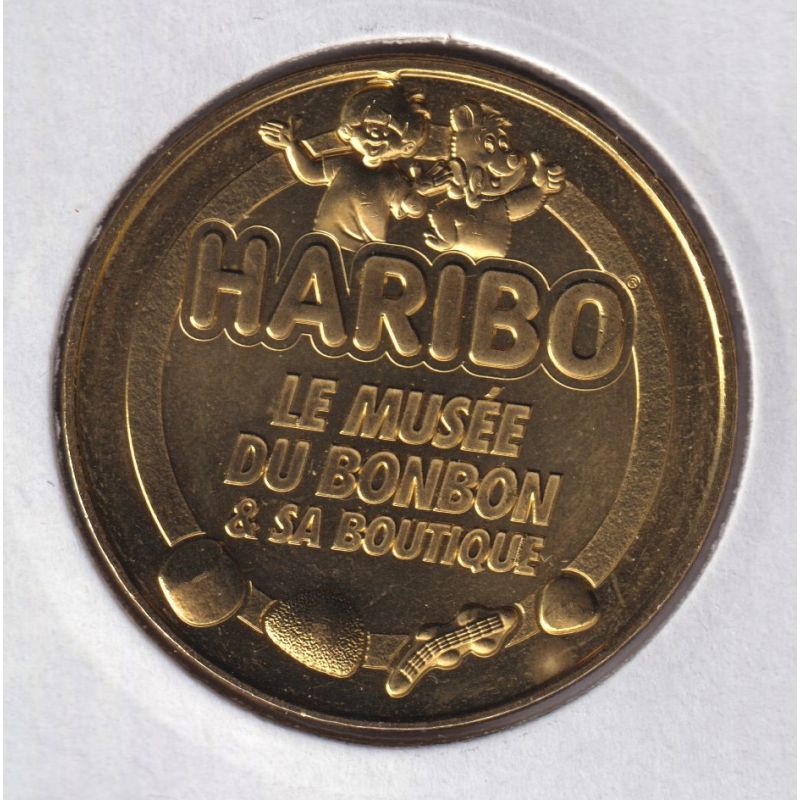 HARIBO®
LE MUSÉE
DU BONBON
& SA BOUTIQUE